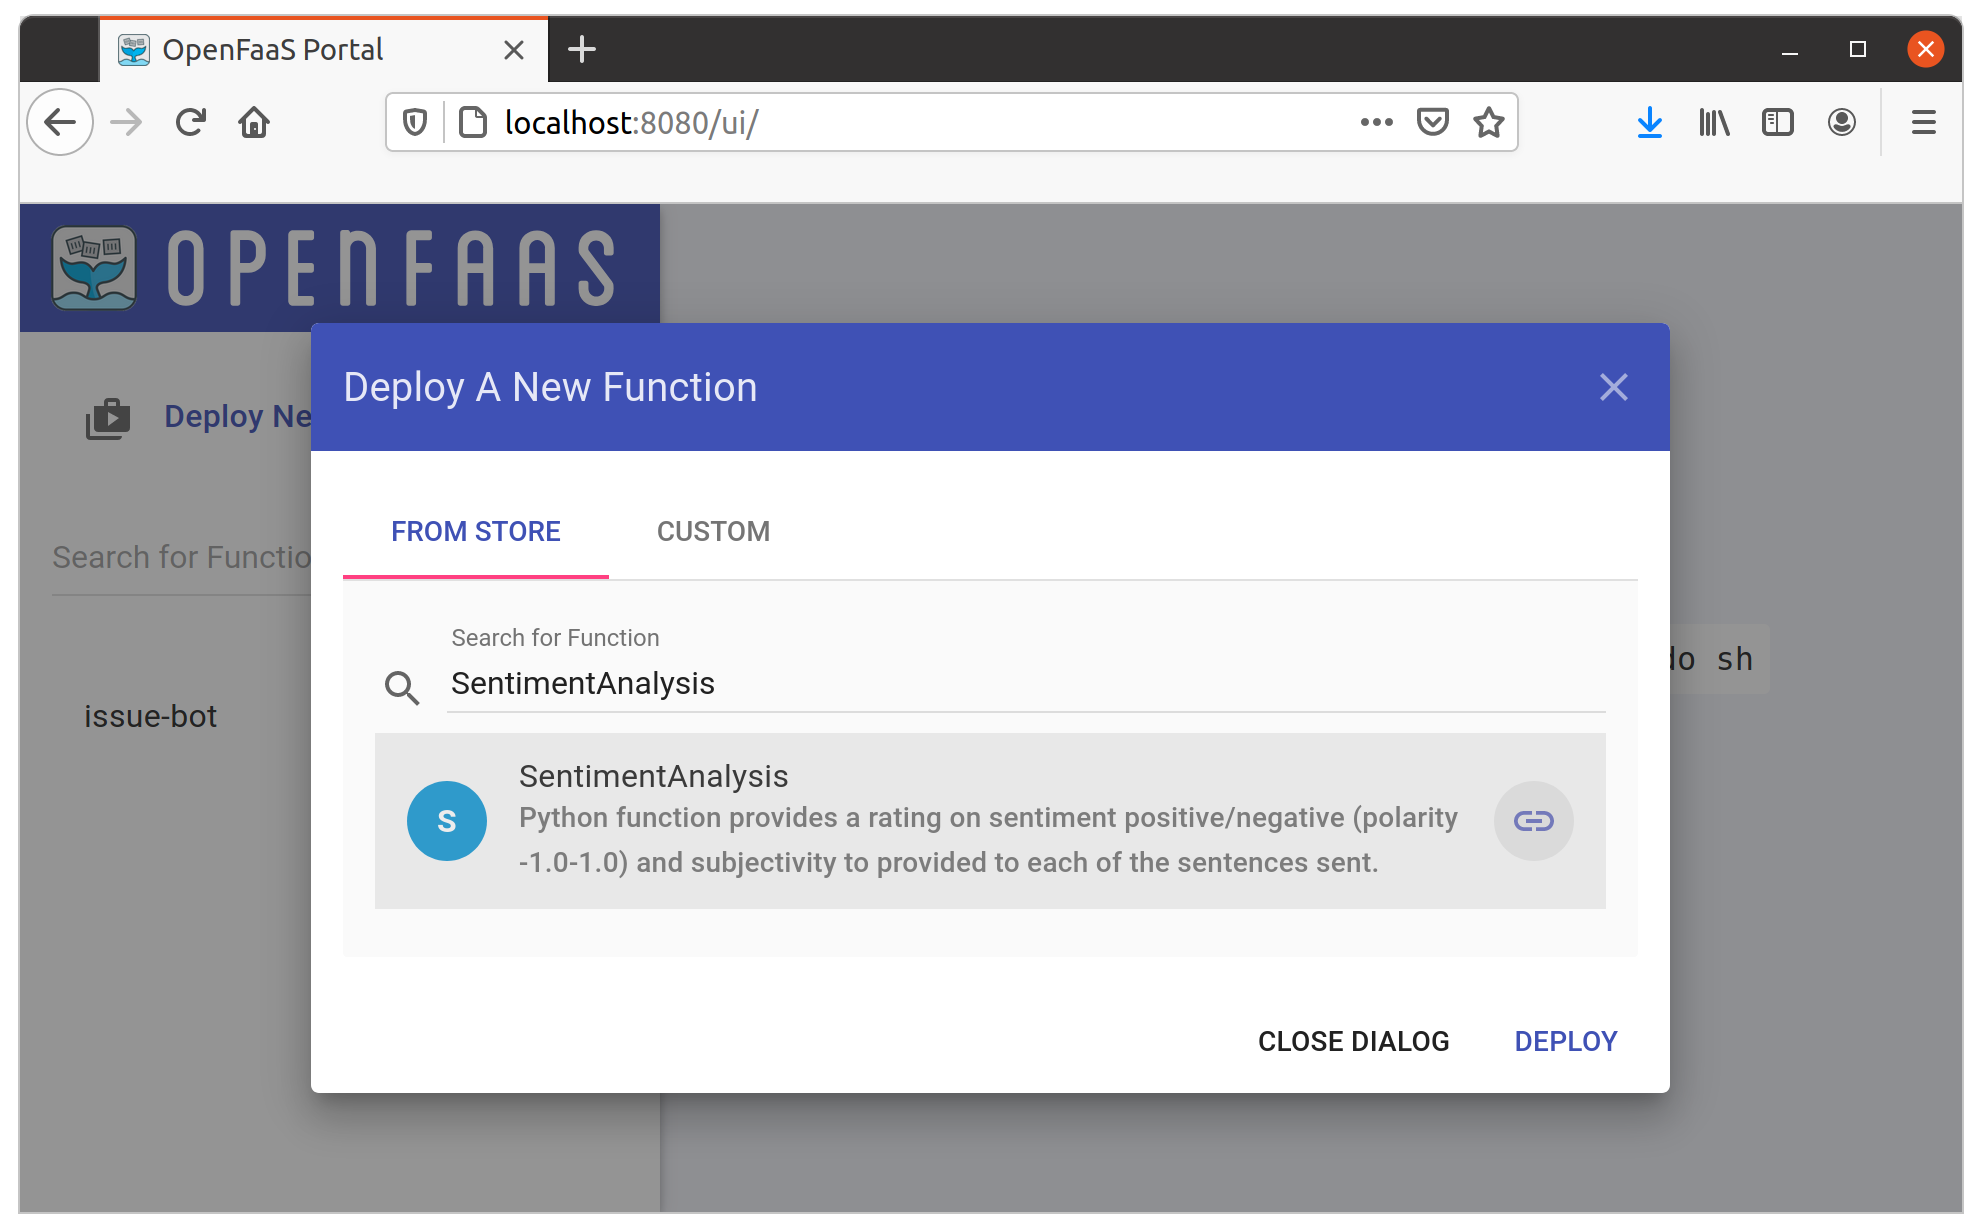 OpenFaaS Portal
localhost:8080/ui/
OPENFAAS
Deploy Ne
Deploy A New Function
FROM STORE CUSTOM
Search for Functio
Search for Function
SentimentAnalysis
do sh
issue-bot
SentimentAnalysis
S
Python function provides a rating on sentiment positive/negative (polarity
-1.0-1.0) and subjectivity to provided to each of the sentences sent.
CLOSE DIALOG DEPLOY